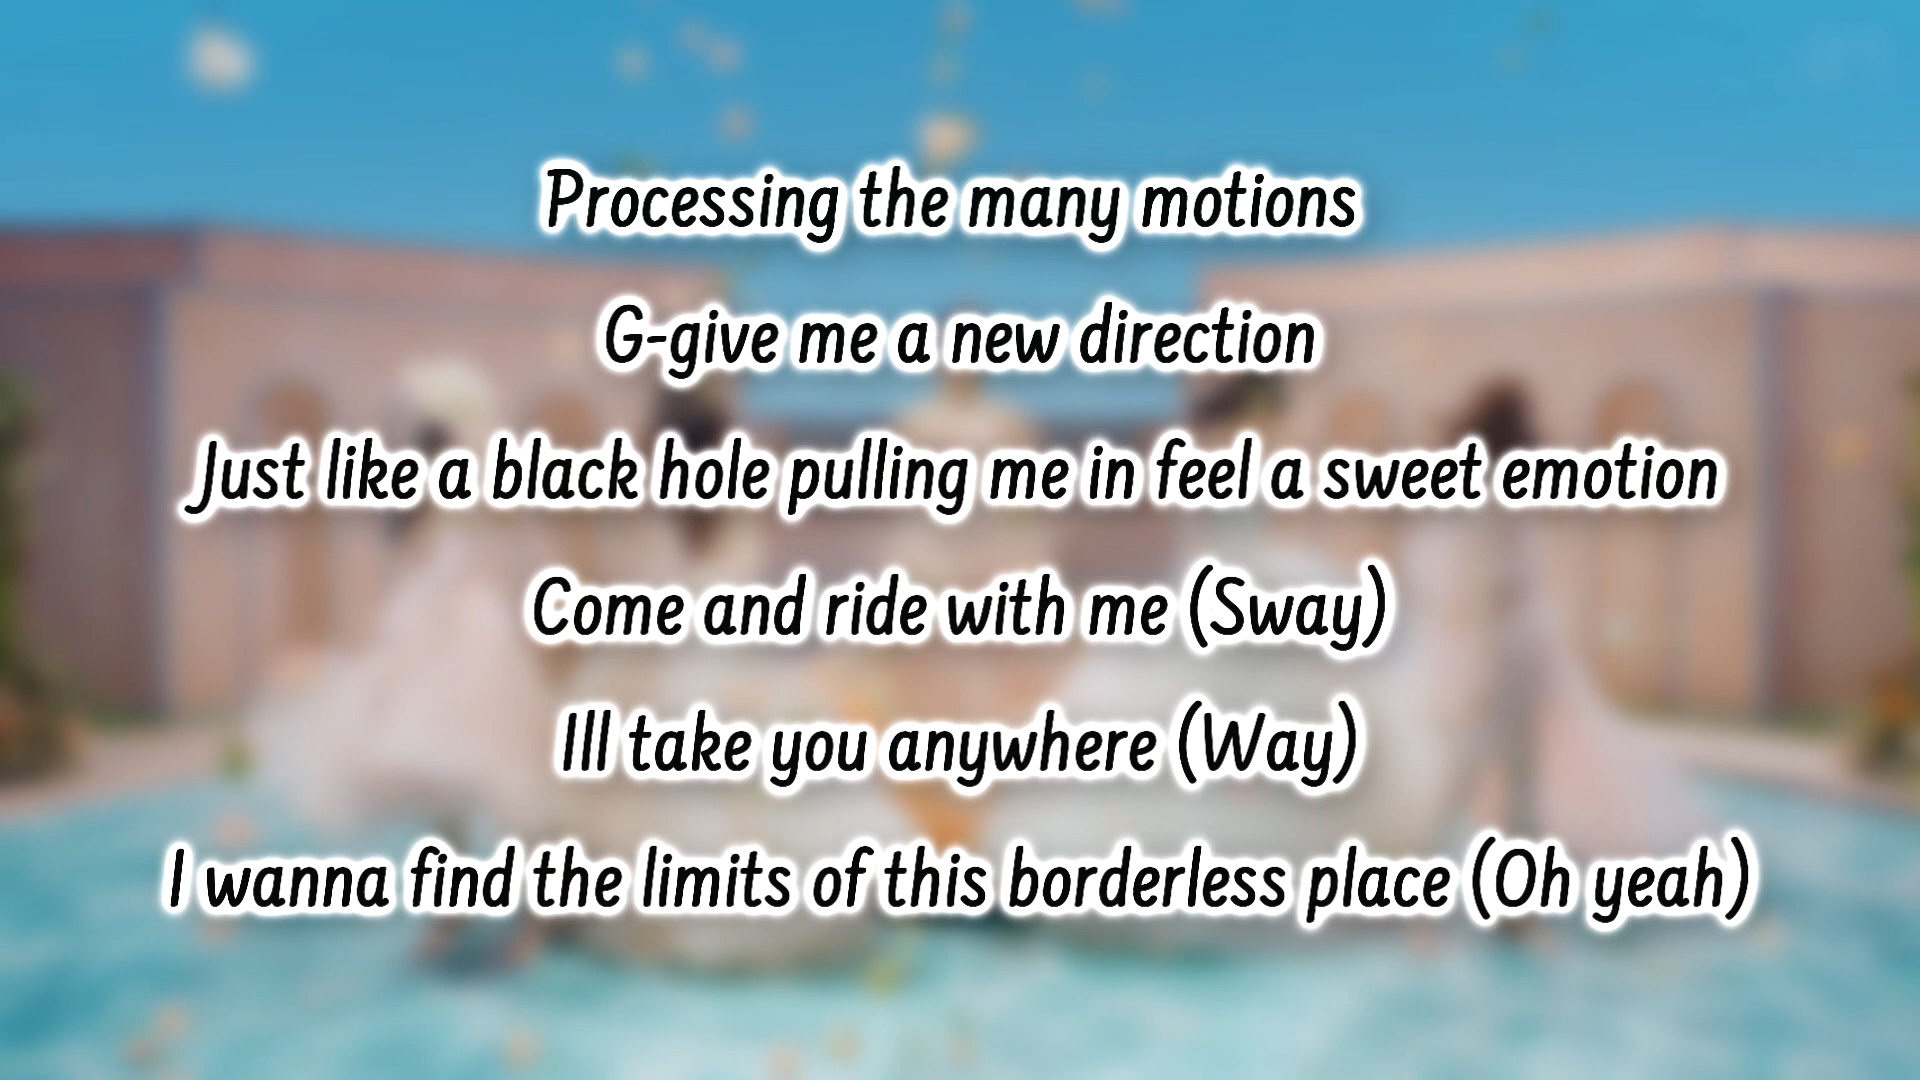 Processing the many motions
G-give me a new direction
Just like a black hole pulling me in feel a sweet emotion
Come and ride with me (Sway)
Ill take you anywhere (Way)
I wanna find the limits of this borderless place (Oh yeah)